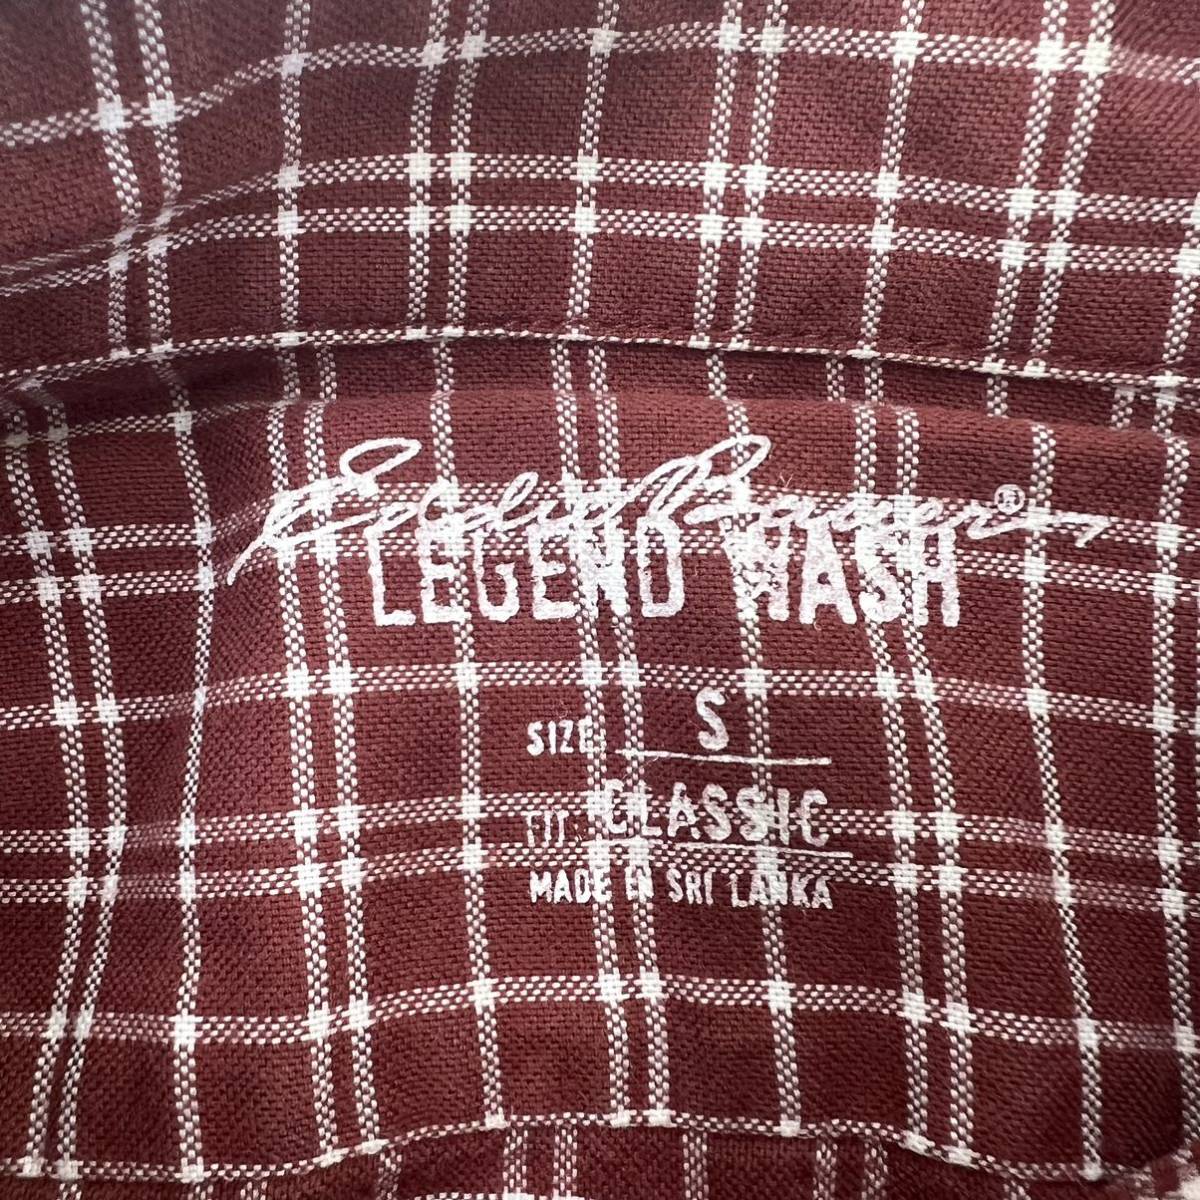 Eddie Bauer®
LEGEND WASH
SIZE: S
FIT: CLASSIC
MADE IN SRI LANKA